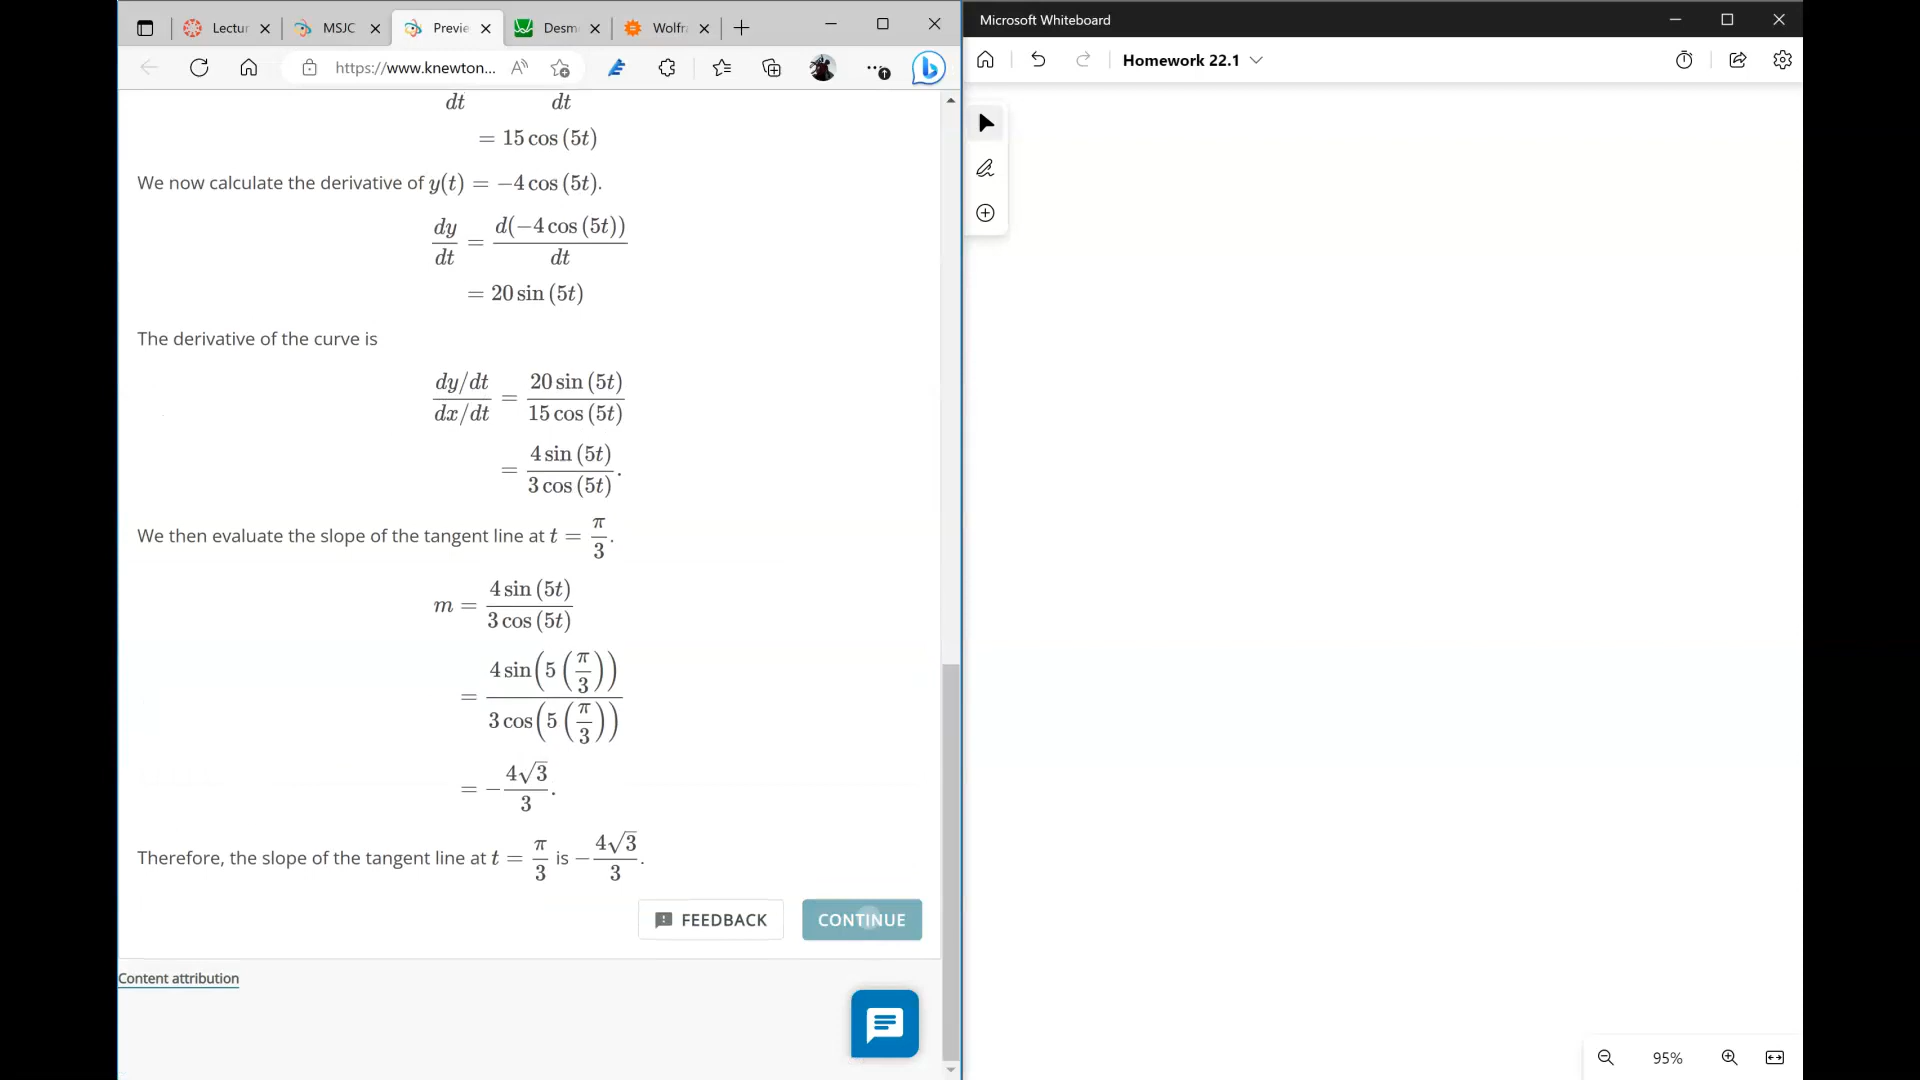 Lectur
MSJC
Previe
Desm
Wolfr
Microsoft Whiteboard
https://www.knewton...
Homework 22.1
dt dt
= 15 cos (5t)
We now calculate the derivative of y(t) = −4 cos (5t).
dy/dt = d(−4 cos (5t))/dt
= 20 sin (5t)
The derivative of the curve is
(dy/dt)/(dx/dt) = 20 sin (5t)/15 cos (5t)
= 4 sin (5t)/3 cos (5t).
We then evaluate the slope of the tangent line at t = π/3.
m = 4 sin (5t)/3 cos (5t)
= 4 sin(5(π/3))/3 cos(5(π/3))
= −4√3/3.
Therefore, the slope of the tangent line at t = π/3 is −4√3/3.
FEEDBACK
CONTINUE
Content attribution
95%